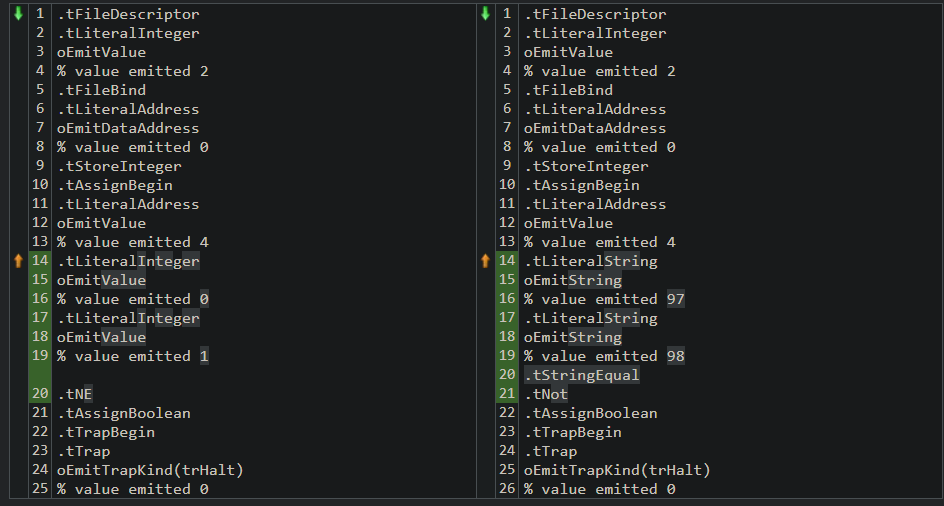 1 .tFileDescriptor
2 .tLiteralInteger
3 oEmitValue
4 % value emitted 2
5 .tFileBind
6 .tLiteralAddress
7 oEmitDataAddress
8 % value emitted 0
9 .tStoreInteger
10 .tAssignBegin
11 .tLiteralAddress
12 oEmitValue
13 % value emitted 4
14 .tLiteralInteger
15 oEmitValue
16 % value emitted 0
17 .tLiteralInteger
18 oEmitValue
19 % value emitted 1
20 .tNE
21 .tAssignBoolean
22 .tTrapBegin
23 .tTrap
24 oEmitTrapKind(trHalt)
25 % value emitted 0
1 .tFileDescriptor
2 .tLiteralInteger
3 oEmitValue
4 % value emitted 2
5 .tFileBind
6 .tLiteralAddress
7 oEmitDataAddress
8 % value emitted 0
9 .tStoreInteger
10 .tAssignBegin
11 .tLiteralAddress
12 oEmitValue
13 % value emitted 4
14 .tLiteralString
15 oEmitString
16 % value emitted 97
17 .tLiteralString
18 oEmitString
19 % value emitted 98
20 .tStringEqual
21 .tNot
22 .tAssignBoolean
23 .tTrapBegin
24 .tTrap
25 oEmitTrapKind(trHalt)
26 % value emitted 0